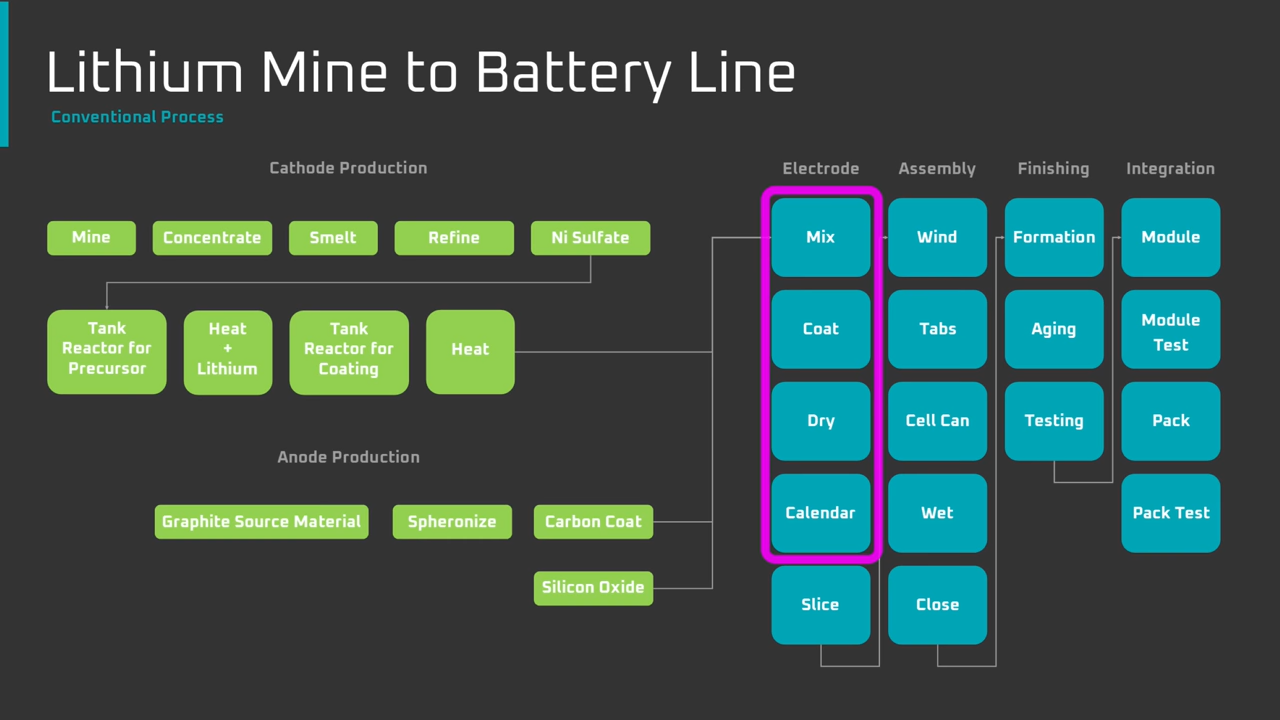 Lithium Mine to Battery Line
Conventional Process
Cathode Production
Mine
Concentrate
Smelt
Refine
Ni Sulfate
Tank
Reactor for
Precursor
Heat
+
Lithium
Tank
Reactor for
Coating
Heat
Anode Production
Graphite Source Material
Spheronize
Carbon Coat
Silicon Oxide
Electrode
Mix
Coat
Dry
Calendar
Slice
Assembly
Wind
Tabs
Cell Can
Wet
Close
Finishing
Formation
Aging
Testing
Integration
Module
Module
Test
Pack
Pack Test